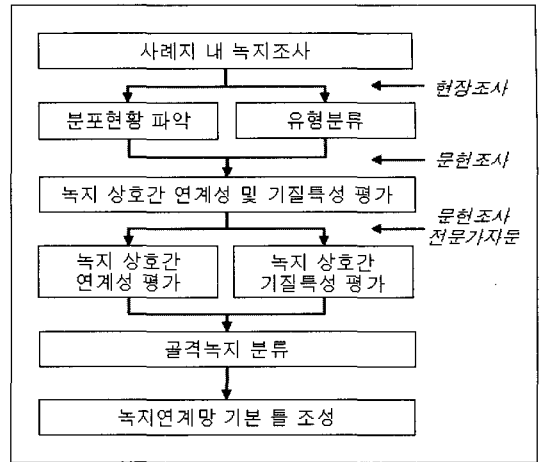 사례지 내 녹지조사
현장조사
분포현황 파악
유형분류
문헌조사
녹지 상호간 연계성 및 기질특성 평가
문헌조사
전문가자문
녹지 상호간
연계성 평가
녹지 상호간
기질특성 평가
골격녹지 분류
녹지연계망 기본 틀 조성